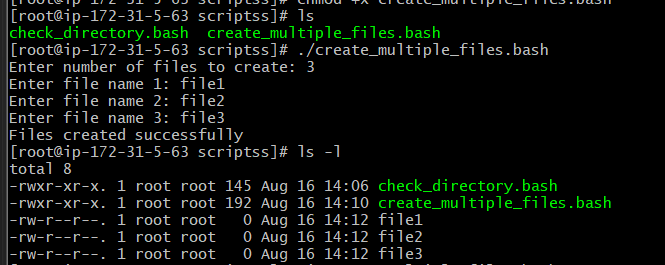 [root@ip-172-31-5-63 scriptss]# chmod +x create_multiple_files.bash
[root@ip-172-31-5-63 scriptss]# ls
check_directory.bash  create_multiple_files.bash
[root@ip-172-31-5-63 scriptss]# ./create_multiple_files.bash
Enter number of files to create: 3
Enter file name 1: file1
Enter file name 2: file2
Enter file name 3: file3
Files created successfully
[root@ip-172-31-5-63 scriptss]# ls -l
total 8
-rwxr-xr-x. 1 root root 145 Aug 16 14:06 check_directory.bash
-rwxr-xr-x. 1 root root 192 Aug 16 14:10 create_multiple_files.bash
-rw-r--r--. 1 root root   0 Aug 16 14:12 file1
-rw-r--r--. 1 root root   0 Aug 16 14:12 file2
-rw-r--r--. 1 root root   0 Aug 16 14:12 file3